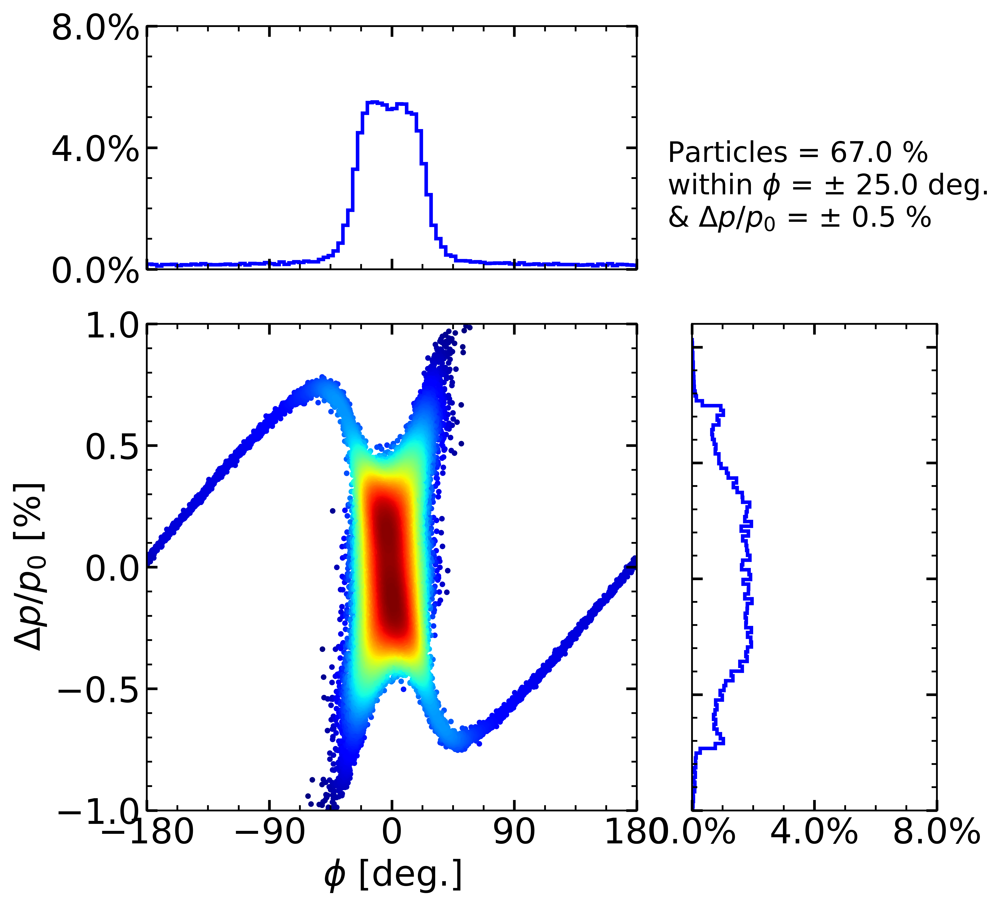 8.0%
4.0%
0.0%
Particles = 67.0 %
within ϕ = ± 25.0 deg.
& Δp/p₀ = ± 0.5 %
1.0
0.5
0.0
−0.5
−1.0
Δp/p₀ [%]
−180 −90 0 90 180
ϕ [deg.]
0.0% 4.0% 8.0%